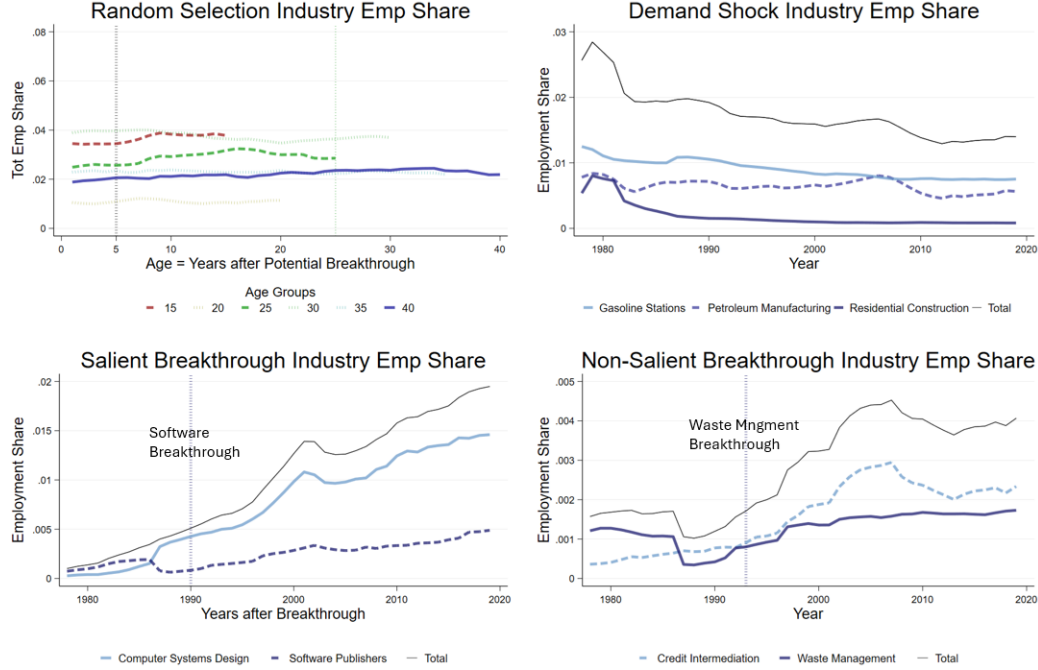 Random Selection Industry Emp Share
Tot Emp Share
.08
.06
.04
.02
0
0 5 10 20 25 30 40
Age = Years after Potential Breakthrough
Age Groups
15 20 25 30 35 40
Demand Shock Industry Emp Share
Employment Share
.03
.02
.01
0
1980 1990 2000 2010 2020
Year
Gasoline Stations Petroleum Manufacturing Residential Construction Total
Salient Breakthrough Industry Emp Share
Employment Share
.02
.015
.01
.005
0
Software
Breakthrough
1980 1990 2000 2010 2020
Years after Breakthrough
Computer Systems Design Software Publishers Total
Non-Salient Breakthrough Industry Emp Share
Employment Share
.005
.004
.003
.002
.001
0
Waste Mngment
Breakthrough
1980 1990 2000 2010 2020
Year
Credit Intermediation Waste Management Total